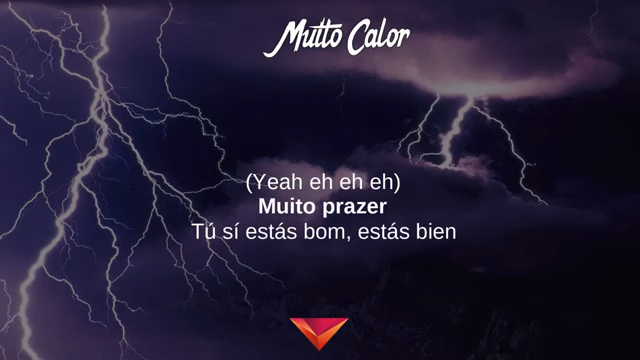 Muito Calor
(Yeah eh eh eh)
Muito prazer
Tú sí estás bom, estás bien